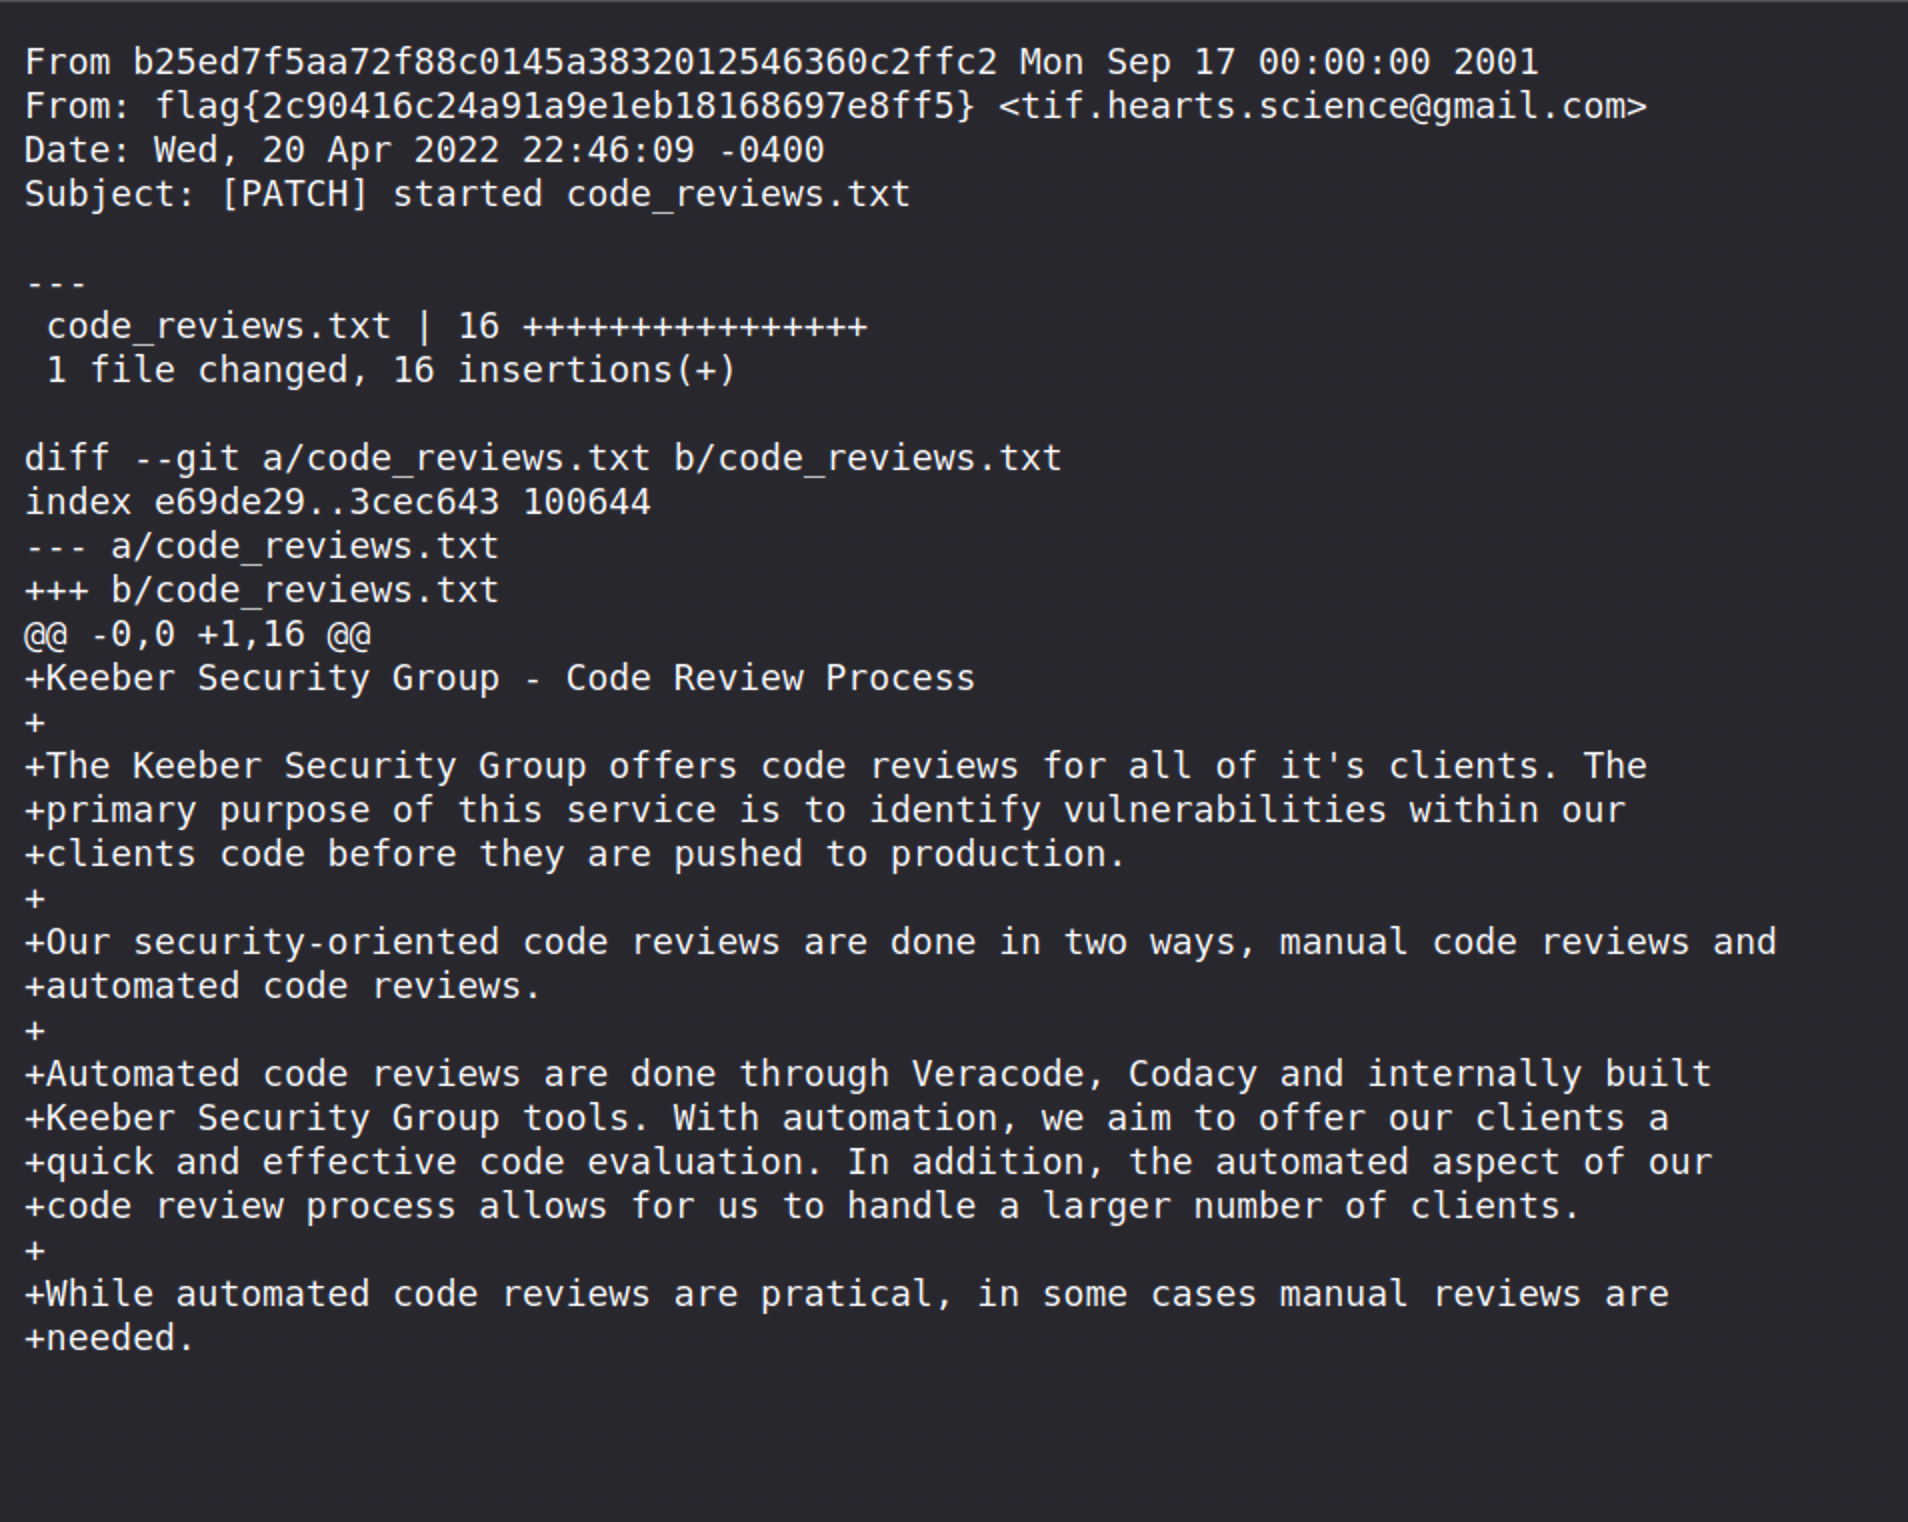 From b25ed7f5aa72f88c0145a3832012546360c2ffc2 Mon Sep 17 00:00:00 2001
From: flag{2c90416c24a91a9e1eb18168697e8ff5} <tif.hearts.science@gmail.com>
Date: Wed, 20 Apr 2022 22:46:09 -0400
Subject: [PATCH] started code_reviews.txt

---
 code_reviews.txt | 16 ++++++++++++++++
 1 file changed, 16 insertions(+)

diff --git a/code_reviews.txt b/code_reviews.txt
index e69de29..3cec643 100644
--- a/code_reviews.txt
+++ b/code_reviews.txt
@@ -0,0 +1,16 @@
+Keeber Security Group - Code Review Process
+
+The Keeber Security Group offers code reviews for all of it's clients. The
+primary purpose of this service is to identify vulnerabilities within our
+clients code before they are pushed to production.
+
+Our security-oriented code reviews are done in two ways, manual code reviews and
+automated code reviews.
+
+Automated code reviews are done through Veracode, Codacy and internally built
+Keeber Security Group tools. With automation, we aim to offer our clients a
+quick and effective code evaluation. In addition, the automated aspect of our
+code review process allows for us to handle a larger number of clients.
+
+While automated code reviews are pratical, in some cases manual reviews are
+needed.